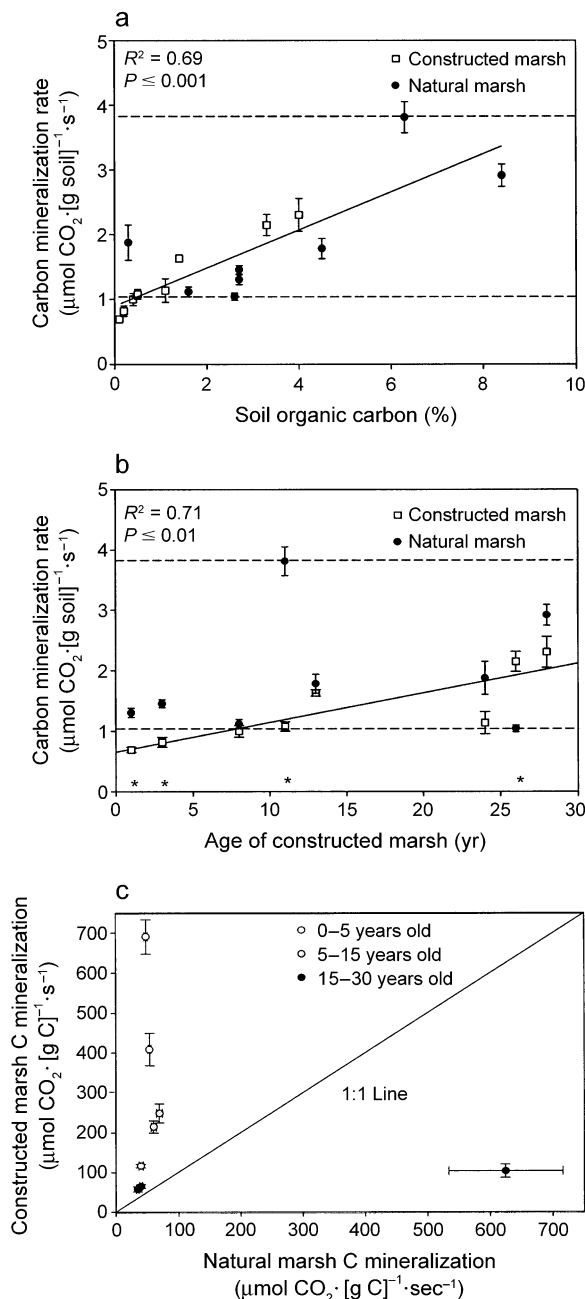 a
R² = 0.69
P ≤ 0.001
□ Constructed marsh
● Natural marsh
Carbon mineralization rate
(μmol CO₂·[g soil]⁻¹·s⁻¹)
5
4
3
2
1
0
0 2 4 6 8 10
Soil organic carbon (%)
b
R² = 0.71
P ≤ 0.01
□ Constructed marsh
● Natural marsh
Carbon mineralization rate
(μmol CO₂·[g soil]⁻¹·s⁻¹)
5
4
3
2
1
0
* * * *
0 5 10 15 20 25 30
Age of constructed marsh (yr)
c
○ 0–5 years old
○ 5–15 years old
● 15–30 years old
1:1 Line
Constructed marsh C mineralization
(μmol CO₂·[g C]⁻¹·s⁻¹)
700
600
500
400
300
200
100
0
0 100 200 300 400 500 600 700
Natural marsh C mineralization
(μmol CO₂·[g C]⁻¹·sec⁻¹)